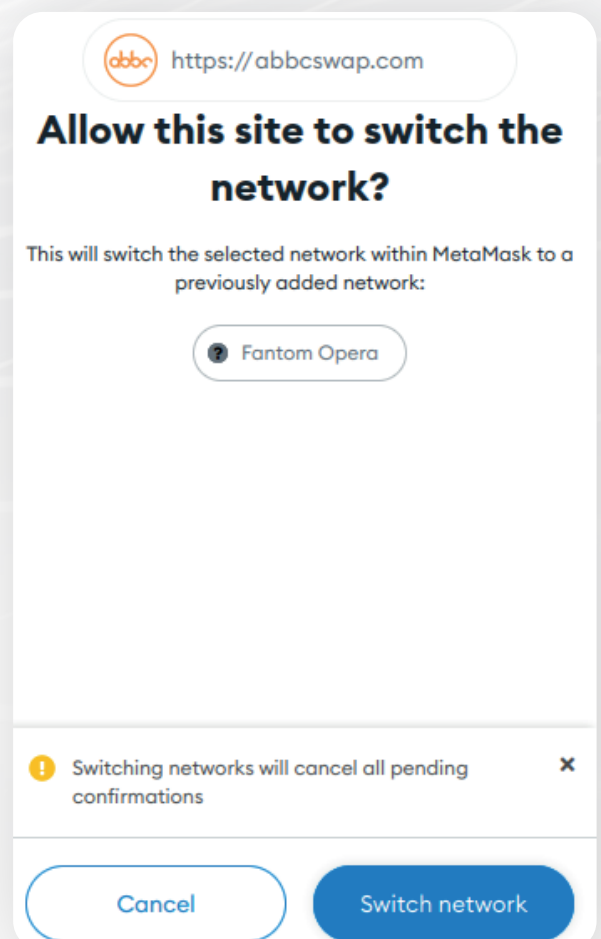 abbc https://abbcswap.com
Allow this site to switch the
network?
This will switch the selected network within MetaMask to a
previously added network:
? Fantom Opera
! Switching networks will cancel all pending ×
confirmations
Cancel Switch network